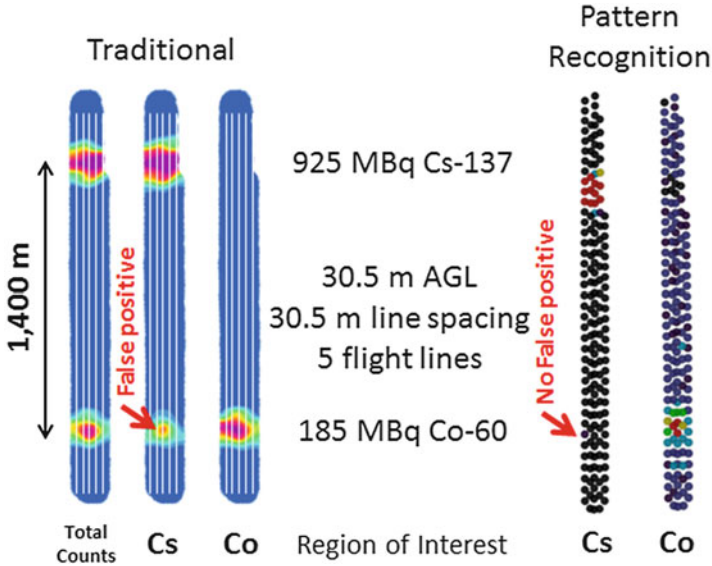 Traditional
Pattern
Recognition
925 MBq Cs-137
1,400 m
False positive
30.5 m AGL
30.5 m line spacing
5 flight lines
No False positive
185 MBq Co-60
Total
Counts
Cs
Co
Region of Interest
Cs
Co